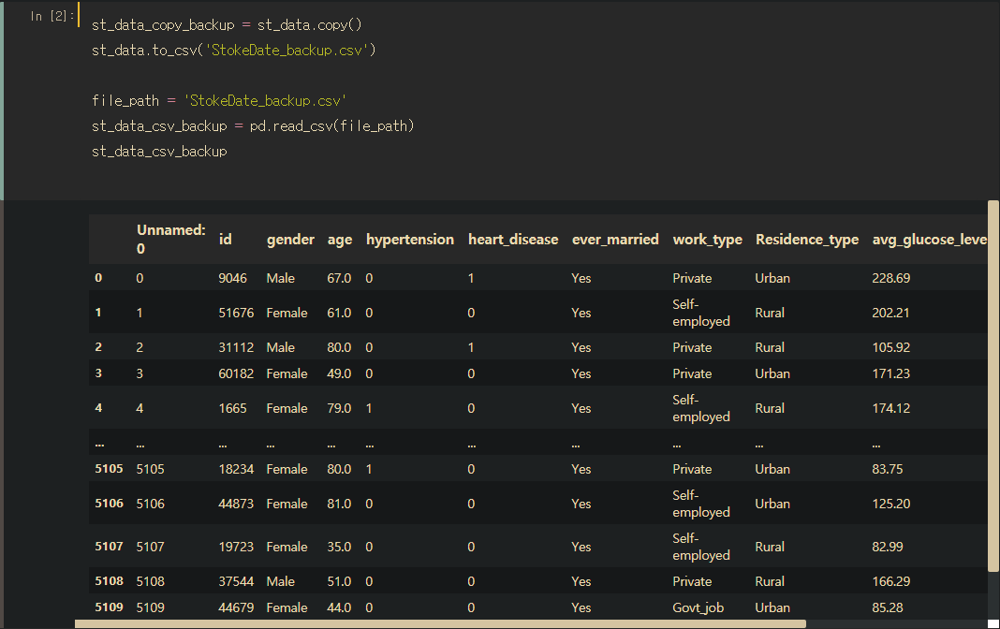 In [2]:
st_data_copy_backup = st_data.copy()
st_data.to_csv('StokeDate_backup.csv')
file_path = 'StokeDate_backup.csv'
st_data_csv_backup = pd.read_csv(file_path)
st_data_csv_backup
Unnamed: 0 id gender age hypertension heart_disease ever_married work_type Residence_type avg_glucose_leve
0 0 9046 Male 67.0 0 1 Yes Private Urban 228.69
1 1 51676 Female 61.0 0 0 Yes Self-employed Rural 202.21
2 2 31112 Male 80.0 0 1 Yes Private Rural 105.92
3 3 60182 Female 49.0 0 0 Yes Private Urban 171.23
4 4 1665 Female 79.0 1 0 Yes Self-employed Rural 174.12
... ... ... ... ... ... ... ... ... ... ...
5105 5105 18234 Female 80.0 1 0 Yes Private Urban 83.75
5106 5106 44873 Female 81.0 0 0 Yes Self-employed Urban 125.20
5107 5107 19723 Female 35.0 0 0 Yes Self-employed Rural 82.99
5108 5108 37544 Male 51.0 0 0 Yes Private Rural 166.29
5109 5109 44679 Female 44.0 0 0 Yes Govt_job Urban 85.28